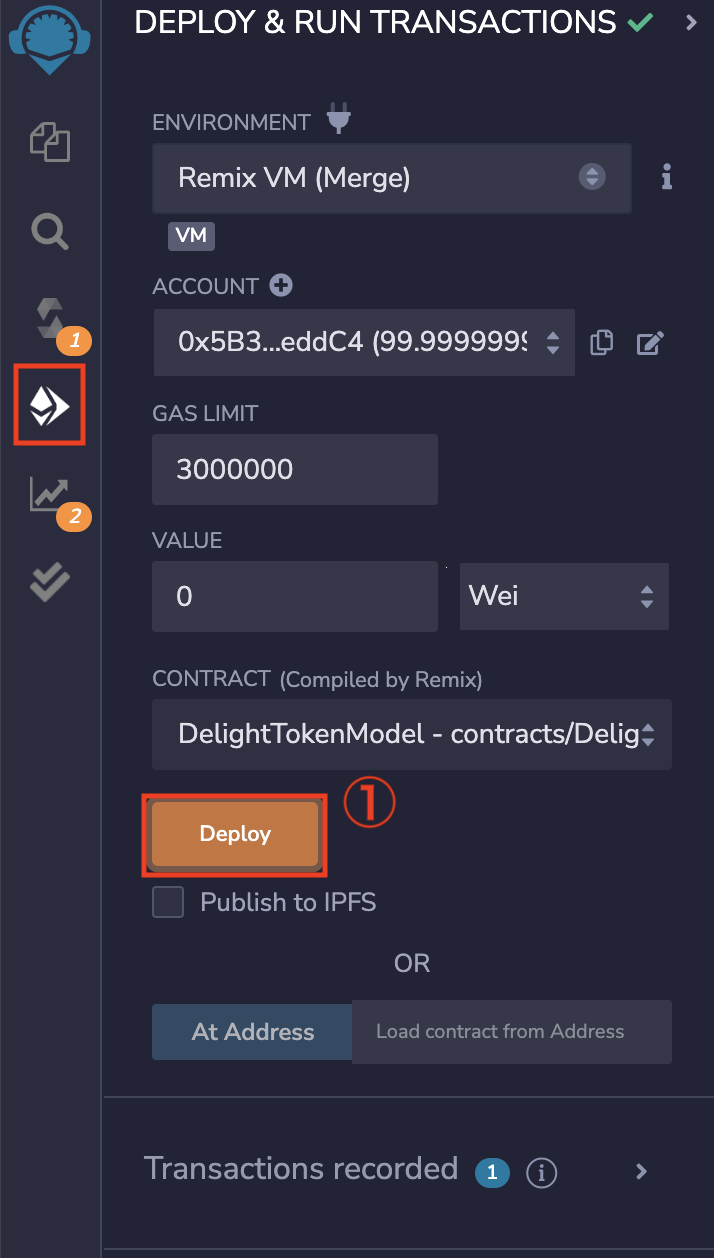 DEPLOY & RUN TRANSACTIONS
ENVIRONMENT
Remix VM (Merge)
VM
ACCOUNT
0x5B3...eddC4 (99.9999999
1
GAS LIMIT
3000000
VALUE
2
0
Wei
CONTRACT (Compiled by Remix)
DelightTokenModel - contracts/Delig
①
Deploy
Publish to IPFS
OR
At Address
Load contract from Address
Transactions recorded 1 i